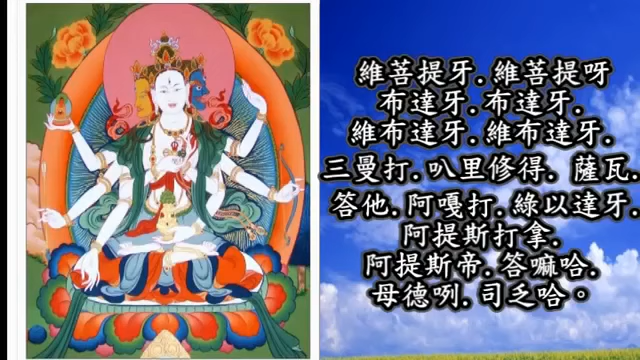 維菩提牙.維菩提呀
布達牙.布達牙.
維布達牙.維布達牙.
三曼打.叭里修得.薩瓦.
答他.阿嘎打.綠以達牙.
阿提斯打拿.
阿提斯帝.答嘛哈.
母德咧.司乏哈。